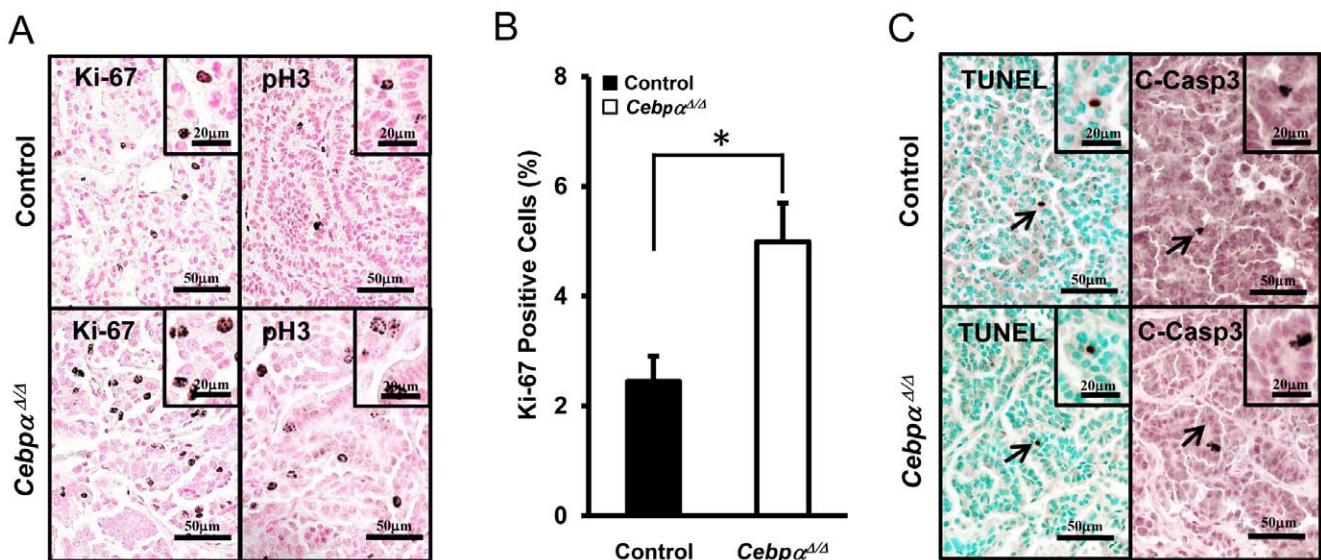 A
Ki-67
20μm
50μm
pH3
20μm
50μm
Control
Ki-67
20μm
50μm
pH3
20μm
50μm
Cebpα^Δ/Δ
B
Ki-67 Positive Cells (%)
8
6
4
2
0
Control
Cebpα^Δ/Δ
*
Control
Cebpα^Δ/Δ
C
TUNEL
20μm
50μm
C-Casp3
20μm
50μm
Control
TUNEL
20μm
50μm
C-Casp3
20μm
50μm
Cebpα^Δ/Δ